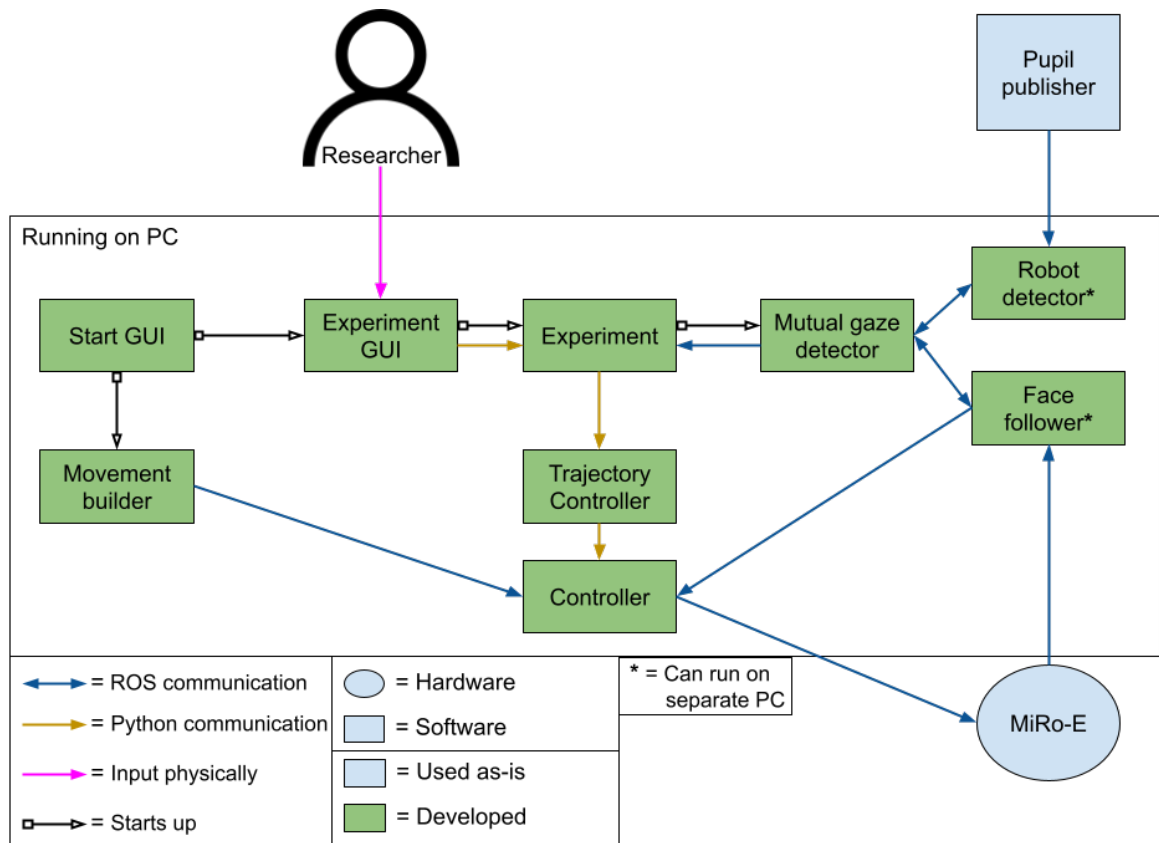 Pupil
publisher
Researcher
Running on PC
Robot
detector*
Start GUI
Experiment
GUI
Experiment
Mutual gaze
detector
Face
follower*
Movement
builder
Trajectory
Controller
Controller
MiRo-E
= ROS communication
= Python communication
= Input physically
= Starts up
= Hardware
= Software
= Used as-is
= Developed
* = Can run on
separate PC